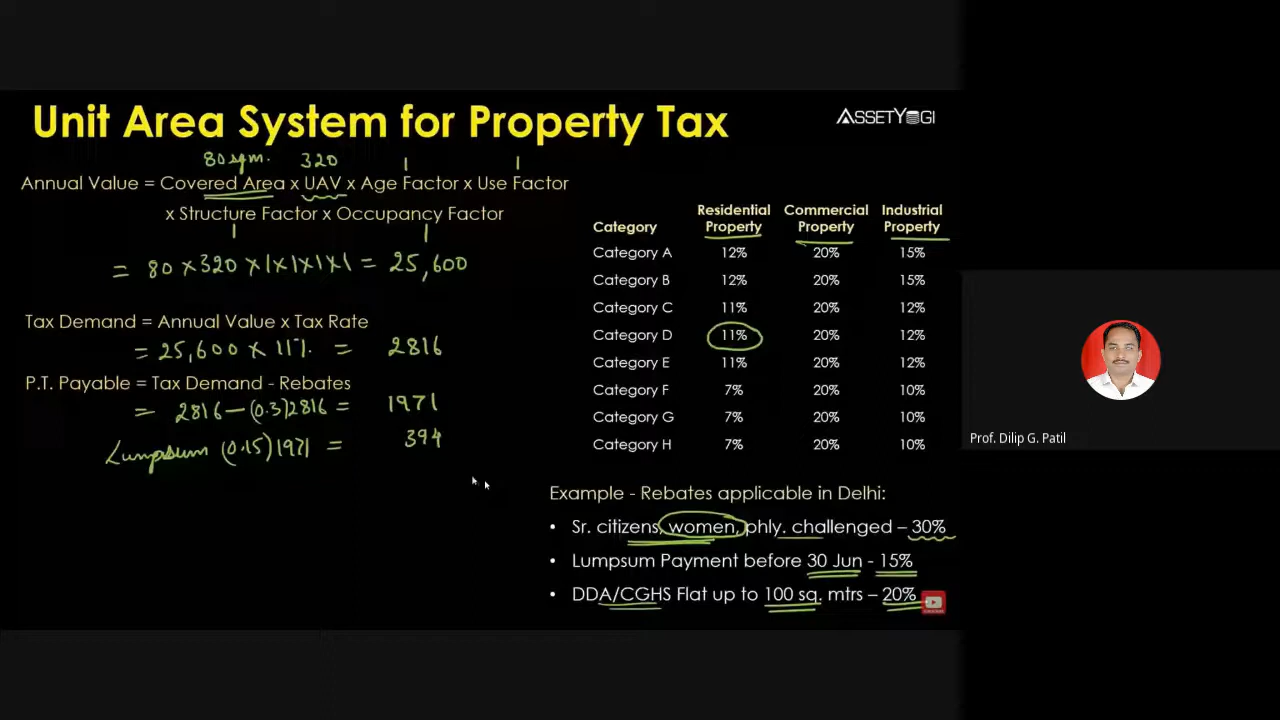 Unit Area System for Property Tax
ASSETYOGI
80 sqm. 320 1 1
Annual Value = Covered Area x UAV x Age Factor x Use Factor
x Structure Factor x Occupancy Factor
1 1
= 80 x 320 x 1 x 1 x 1 x 1 = 25,600
Tax Demand = Annual Value x Tax Rate
= 25,600 x 11% = 2816
P.T. Payable = Tax Demand - Rebates
= 2816 - (0.3) 2816 = 1971
Lumpsum (0.15) 1971 = 394
Category Residential Property Commercial Property Industrial Property
Category A 12% 20% 15%
Category B 12% 20% 15%
Category C 11% 20% 12%
Category D 11% 20% 12%
Category E 11% 20% 12%
Category F 7% 20% 10%
Category G 7% 20% 10%
Category H 7% 20% 10%
Example - Rebates applicable in Delhi:
• Sr. citizens, women, phly. challenged – 30%
• Lumpsum Payment before 30 Jun - 15%
• DDA/CGHS Flat up to 100 sq. mtrs – 20%
Prof. Dilip G. Patil